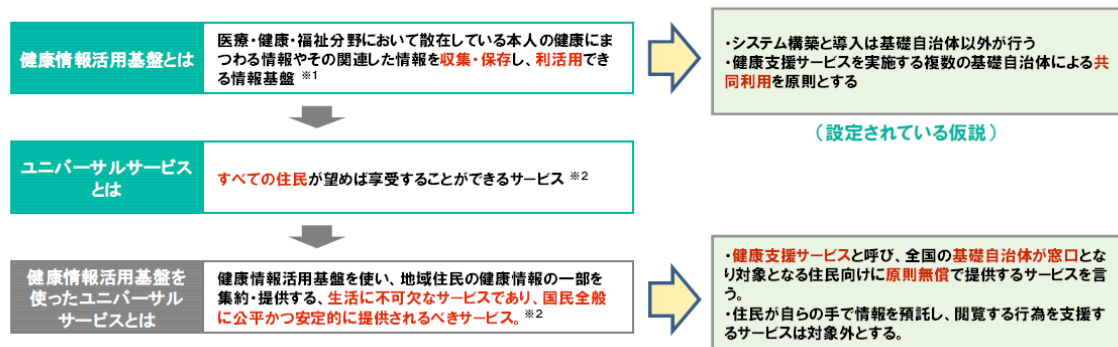 健康情報活用基盤とは
医療・健康・福祉分野において散在している本人の健康にま
つわる情報やその関連した情報を収集・保存し、利活用でき
る情報基盤 ※1
・システム構築と導入は基礎自治体以外が行う
・健康支援サービスを実施する複数の基礎自治体による共
同利用を原則とする
（設定されている仮説）
ユニバーサルサービス
とは
すべての住民が望めば享受することができるサービス ※2
健康情報活用基盤を
使ったユニバーサル
サービスとは
健康情報活用基盤を使い、地域住民の健康情報の一部を
集約・提供する、生活に不可欠なサービスであり、国民全般
に公平かつ安定的に提供されるべきサービス。※2
・健康支援サービスと呼び、全国の基礎自治体が窓口とな
り対象となる住民向けに原則無償で提供するサービスを言
う。
・住民が自らの手で情報を預託し、閲覧する行為を支援す
るサービスは対象外とする。